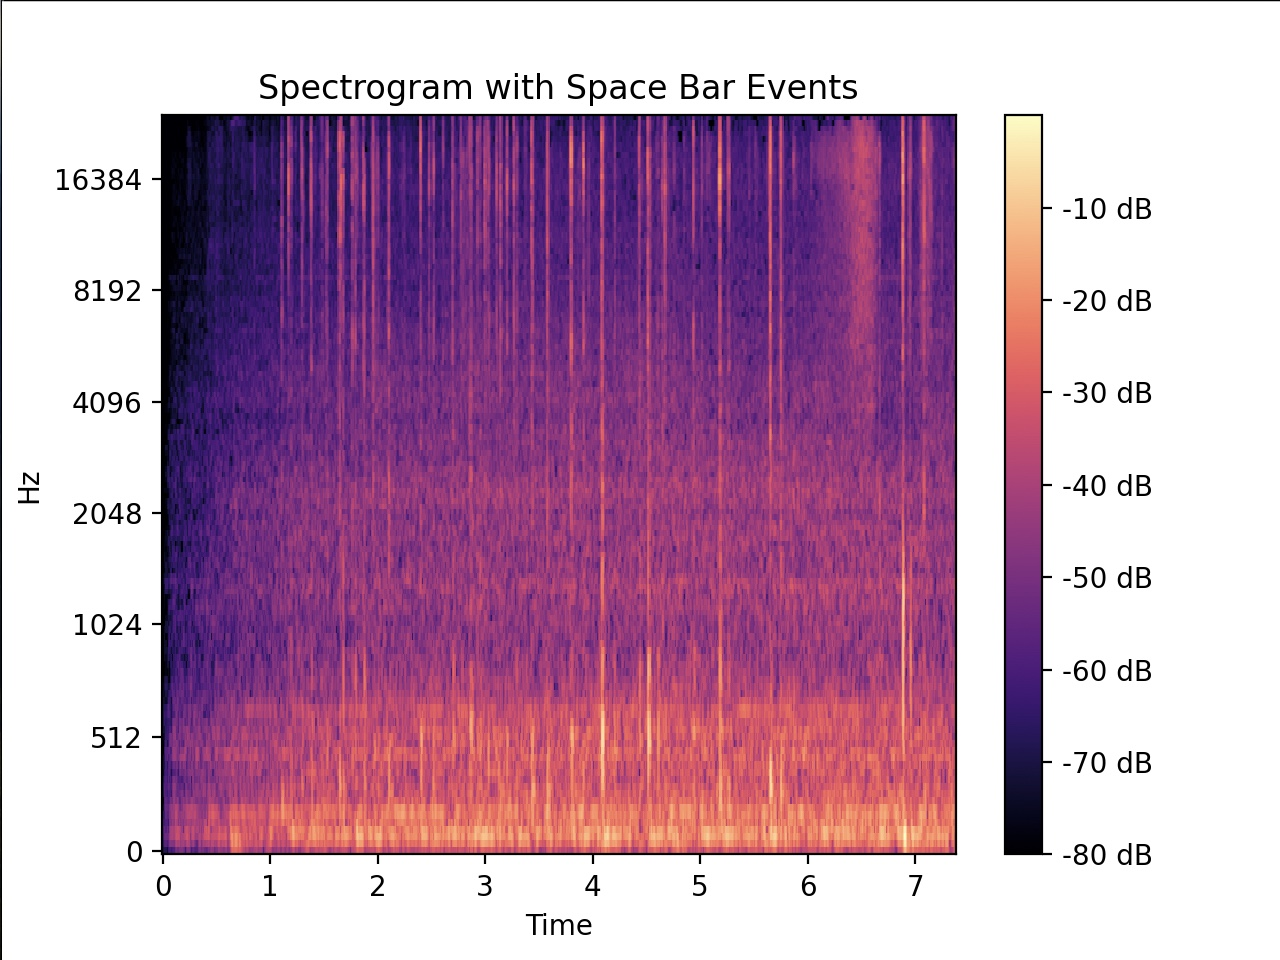 Spectrogram with Space Bar Events
16384
8192
4096
2048
1024
512
0
Hz
0 1 2 3 4 5 6 7
Time
-10 dB
-20 dB
-30 dB
-40 dB
-50 dB
-60 dB
-70 dB
-80 dB